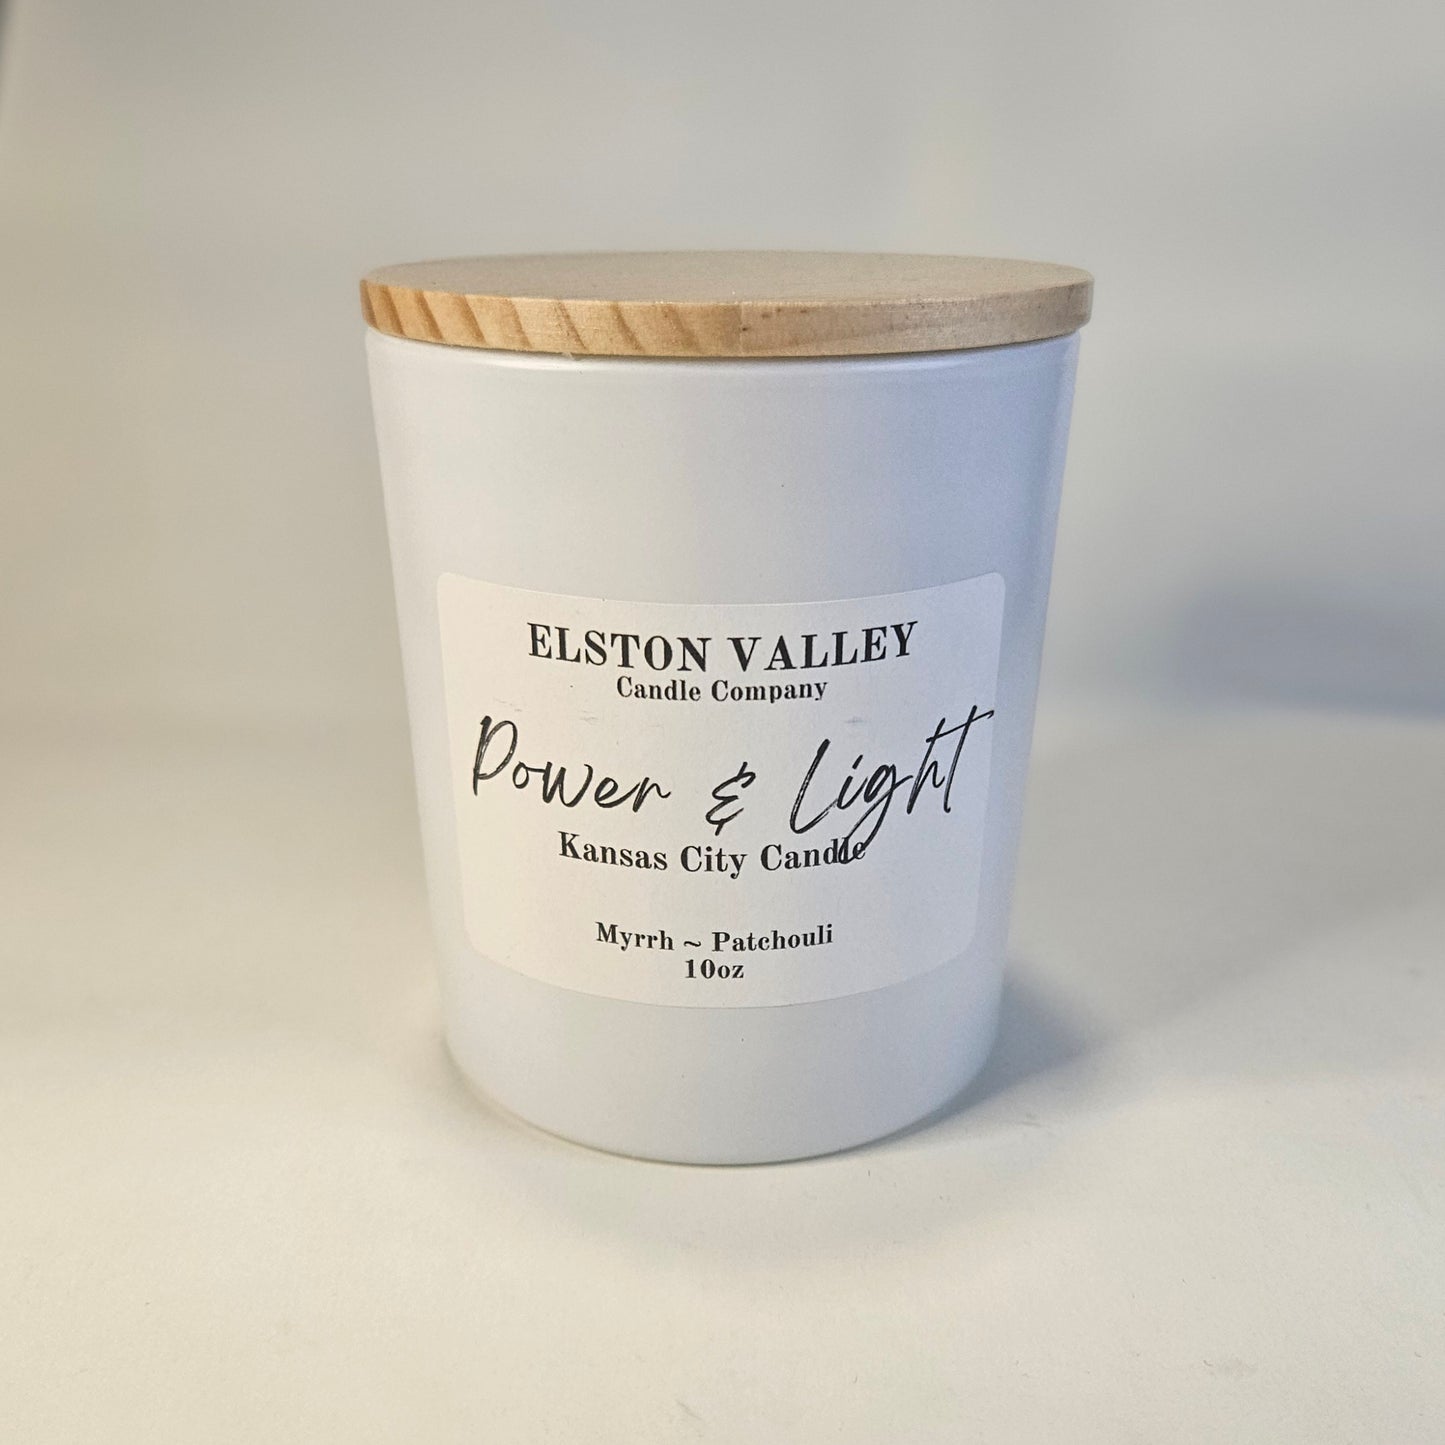 ELSTON VALLEY
Candle Company
Power & Light
Kansas City Candle
Myrrh ~ Patchouli
10oz